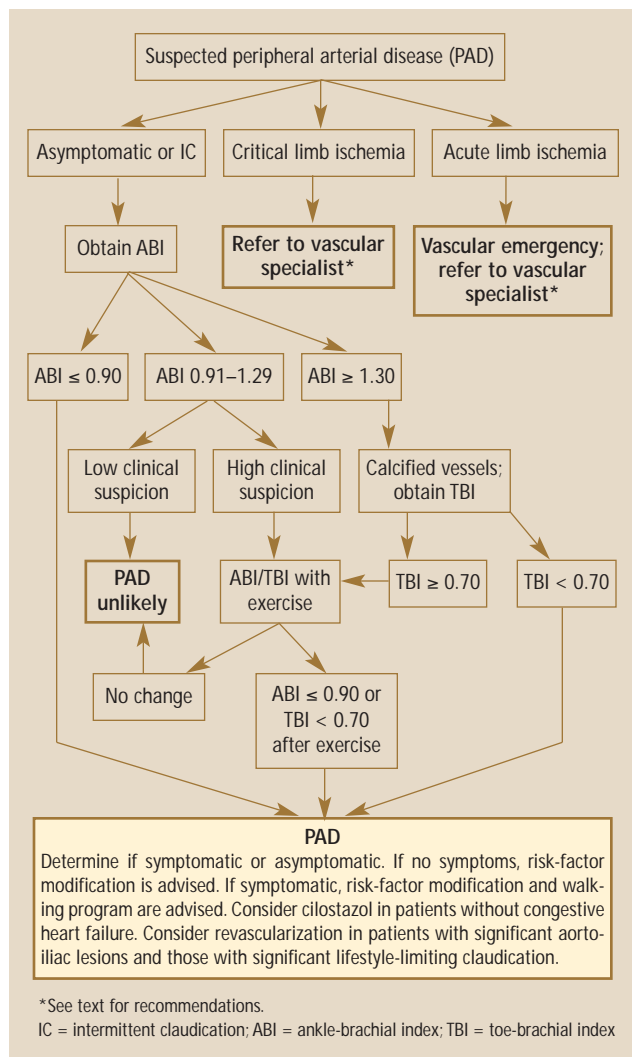 Suspected peripheral arterial disease (PAD)
Asymptomatic or IC
Critical limb ischemia
Acute limb ischemia
Obtain ABI
Refer to vascular
specialist*
Vascular emergency;
refer to vascular
specialist*
ABI ≤ 0.90
ABI 0.91–1.29
ABI ≥ 1.30
Low clinical
suspicion
High clinical
suspicion
Calcified vessels;
obtain TBI
PAD
unlikely
ABI/TBI with
exercise
TBI ≥ 0.70
TBI < 0.70
No change
ABI ≤ 0.90 or
TBI < 0.70
after exercise
PAD
Determine if symptomatic or asymptomatic. If no symptoms, risk-factor
modification is advised. If symptomatic, risk-factor modification and walk-
ing program are advised. Consider cilostazol in patients without congestive
heart failure. Consider revascularization in patients with significant aorto-
iliac lesions and those with significant lifestyle-limiting claudication.
*See text for recommendations.
IC = intermittent claudication; ABI = ankle-brachial index; TBI = toe-brachial index